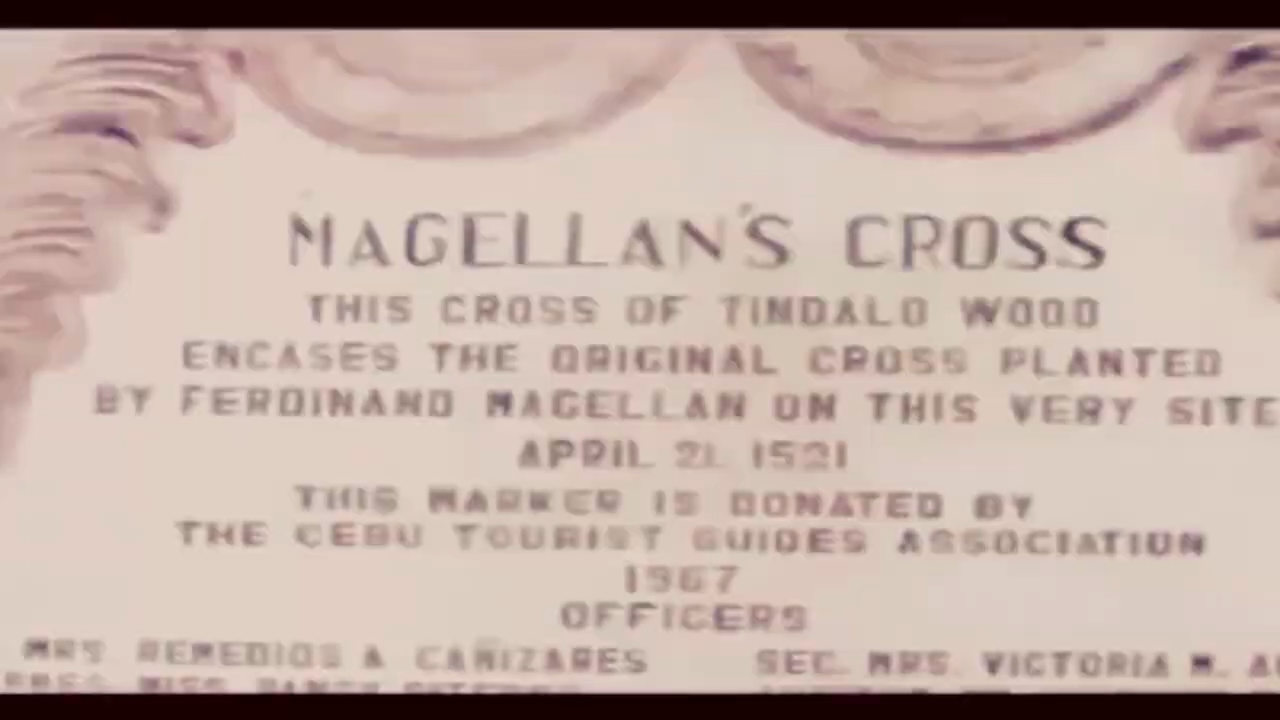 MAGELLAN'S CROSS
THIS CROSS OF TINDALO WOOD
ENCASES THE ORIGINAL CROSS PLANTED
BY FERDINAND MAGELLAN ON THIS VERY SITE
APRIL 21, 1521
THIS MARKER IS DONATED BY
THE CEBU TOURIST GUIDES ASSOCIATION
1967
OFFICERS
MRS. REMEDIOS A. CAÑIZARES SEC. MRS. VICTORIA M.
MISS